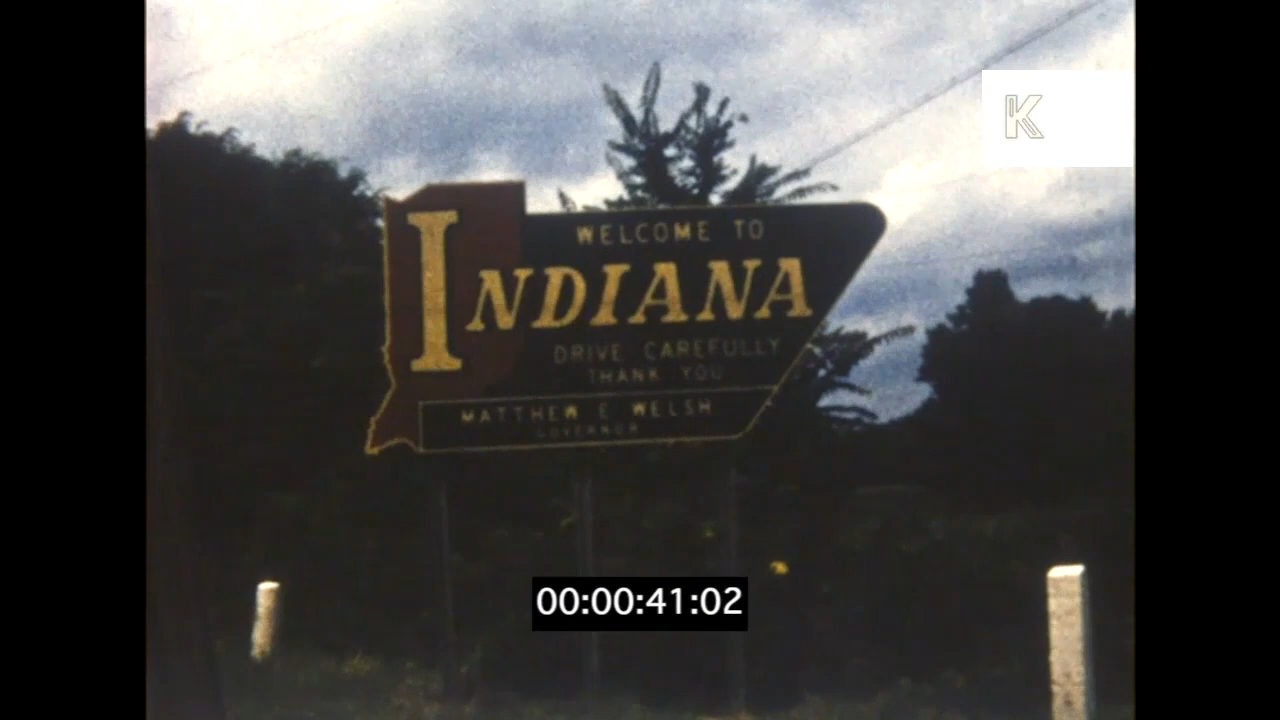 K
WELCOME TO
INDIANA
DRIVE CAREFULLY
THANK YOU
MATTHEW E WELSH
GOVERNOR
00:00:41:02